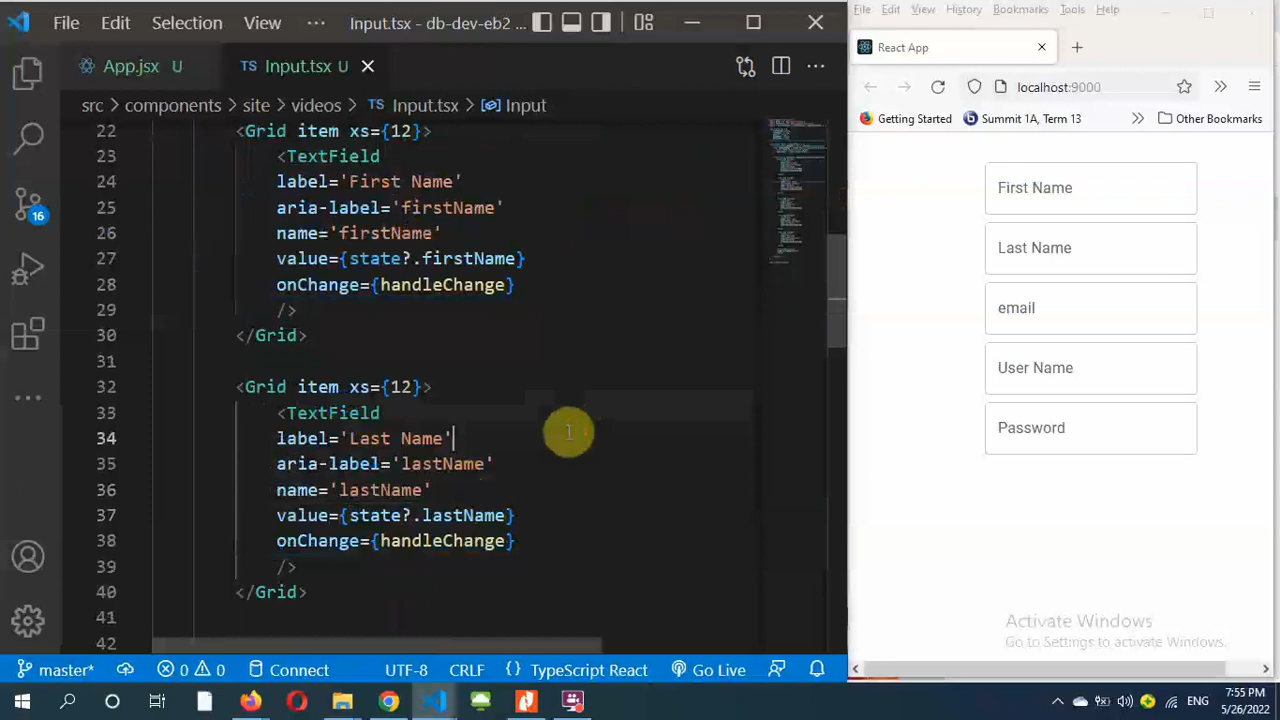 File Edit Selection View ··· Input.tsx - db-dev-eb2 ...
App.jsx U TS Input.tsx U
src > components > site > videos > TS Input.tsx > Input
22 <Grid item xs={12}>
23 <TextField
24 label='First Name'
25 aria-label='firstName'
26 name='firstName'
27 value={state?.firstName}
28 onChange={handleChange}
29 />
30 </Grid>
31
32 <Grid item xs={12}>
33 <TextField
34 label='Last Name'
35 aria-label='lastName'
36 name='lastName'
37 value={state?.lastName}
38 onChange={handleChange}
39 />
40 </Grid>
41
42
16
master* 0 0 Connect UTF-8 CRLF {} TypeScript React Go Live
File Edit View History Bookmarks Tools Help
React App
localhost:9000
Getting Started Summit 1A, Term 13 Other Bookmarks
First Name
Last Name
email
User Name
Password
Activate Windows
Go to Settings to activate Windows.
ENG
7:55 PM
5/26/2022